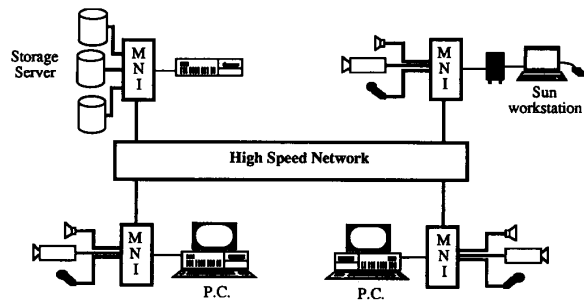 Storage
Server
M
N
I
M
N
I
Sun
workstation
High Speed Network
M
N
I
P.C.
P.C.
M
N
I